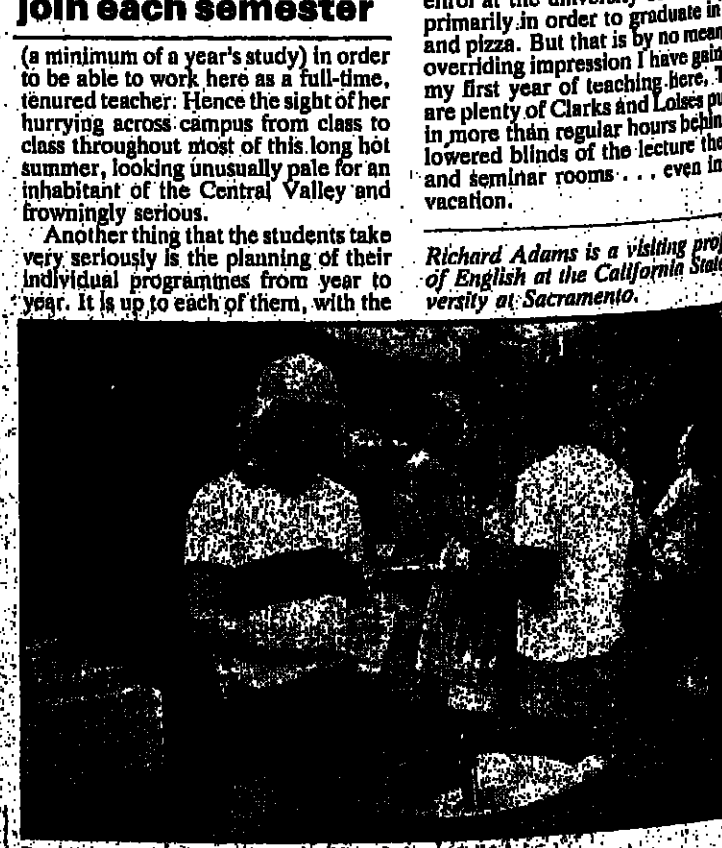 join each semester
(a minimum of a year's study) in order
to be able to work here as a full-time,
tenured teacher. Hence the sight of her
hurrying across campus from class to
class throughout most of this long hot
summer, looking unusually pale for an
inhabitant of the Central Valley and
frowningly serious.
Another thing that the students take
very seriously is the planning of their
individual programmes from year to
year. It is up to each of them, with the
enrol at the university
primarily in order to graduate in
and pizza. But that is by no mean
overriding impression I have gain
my first year of teaching here.
are plenty of Clarks and Loises pu
in more than regular hours behin
lowered blinds of the lecture the
and seminar rooms . . . even in
vacation.
Richard Adams is a visiting prof
of English at the California State
versity at Sacramento.